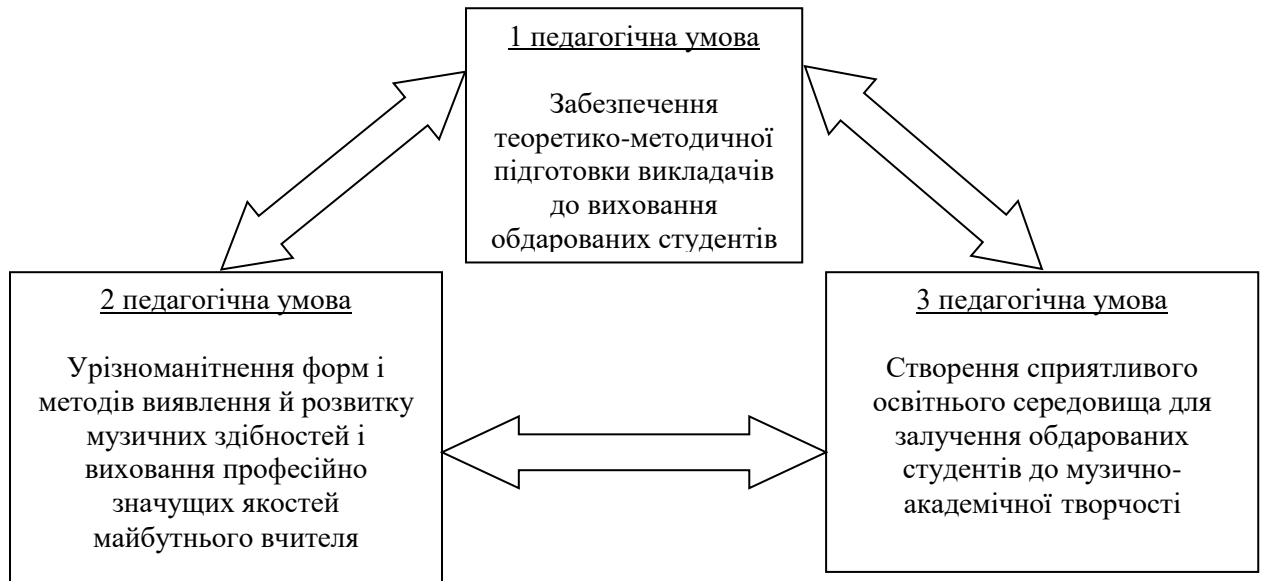 1 педагогічна умова
Забезпечення
теоретико-методичної
підготовки викладачів
до виховання
обдарованих студентів
2 педагогічна умова
Урізноманітнення форм і
методів виявлення й розвитку
музичних здібностей і
виховання професійно
значущих якостей
майбутнього вчителя
3 педагогічна умова
Створення сприятливого
освітнього середовища для
залучення обдарованих
студентів до музично-
академічної творчості